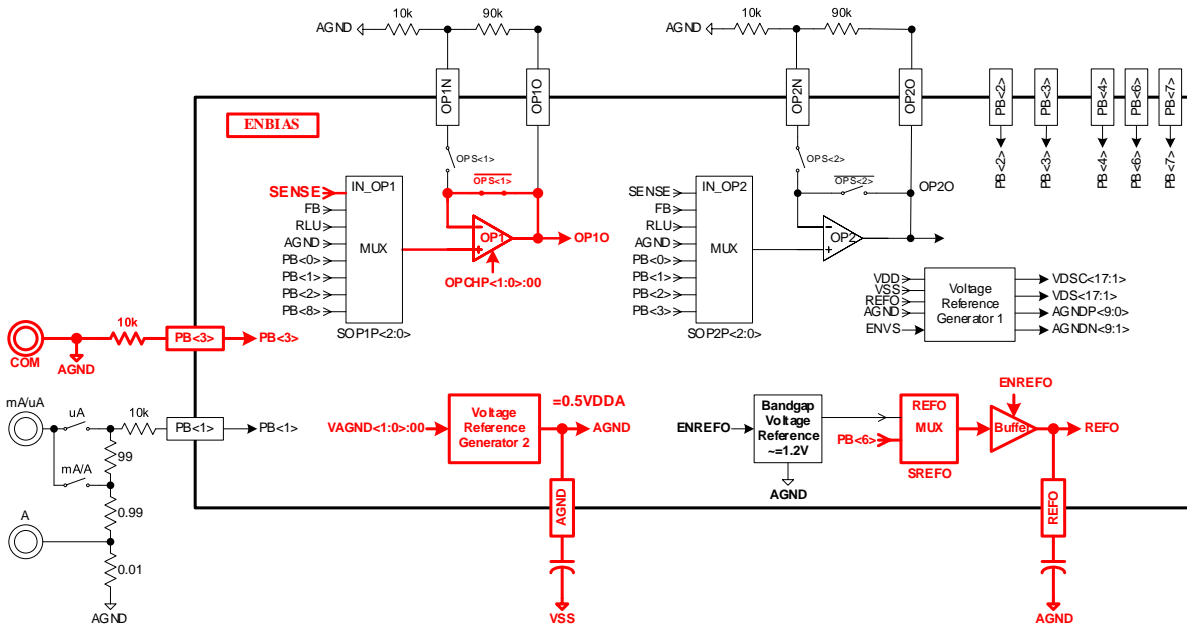 10k 90k
AGND
10k 90k
AGND
OP1N
OP1O
OP2N
OP2O
PB<2>
PB<3>
PB<4>
PB<6>
PB<7>
ENBIAS
PB<2>
PB<3>
PB<4>
PB<6>
PB<7>
OPS<1>
OPS<2>
IN_OP1
SENSE
FB
RLU
AGND
PB<0>
PB<1>
PB<2>
PB<8>
MUX
SOP1P<2:0>
OPS<1>
OP1
OP1O
OPCHP<1:0>:00
IN_OP2
SENSE
FB
RLU
AGND
PB<0>
PB<1>
PB<2>
PB<3>
MUX
SOP2P<2:0>
OPS<2>
OP2O
OP2
VDD
VSS
REFO
AGND
ENVS
Voltage
Reference
Generator 1
VDSC<17:1>
VDS<17:1>
AGNDP<9:0>
AGNDN<9:1>
COM
AGND
10k
PB<3>
PB<3>
mA/uA
uA
10k
PB<1>
PB<1>
99
mA/A
0.99
A
0.01
AGND
VAGND<1:0>:00
Voltage
Reference
Generator 2
=0.5VDDA
AGND
AGND
VSS
ENREFO
Bandgap
Voltage
Reference
~=1.2V
AGND
PB<6>
REFO
MUX
SREFO
ENREFO
Buffer
REFO
REFO
AGND